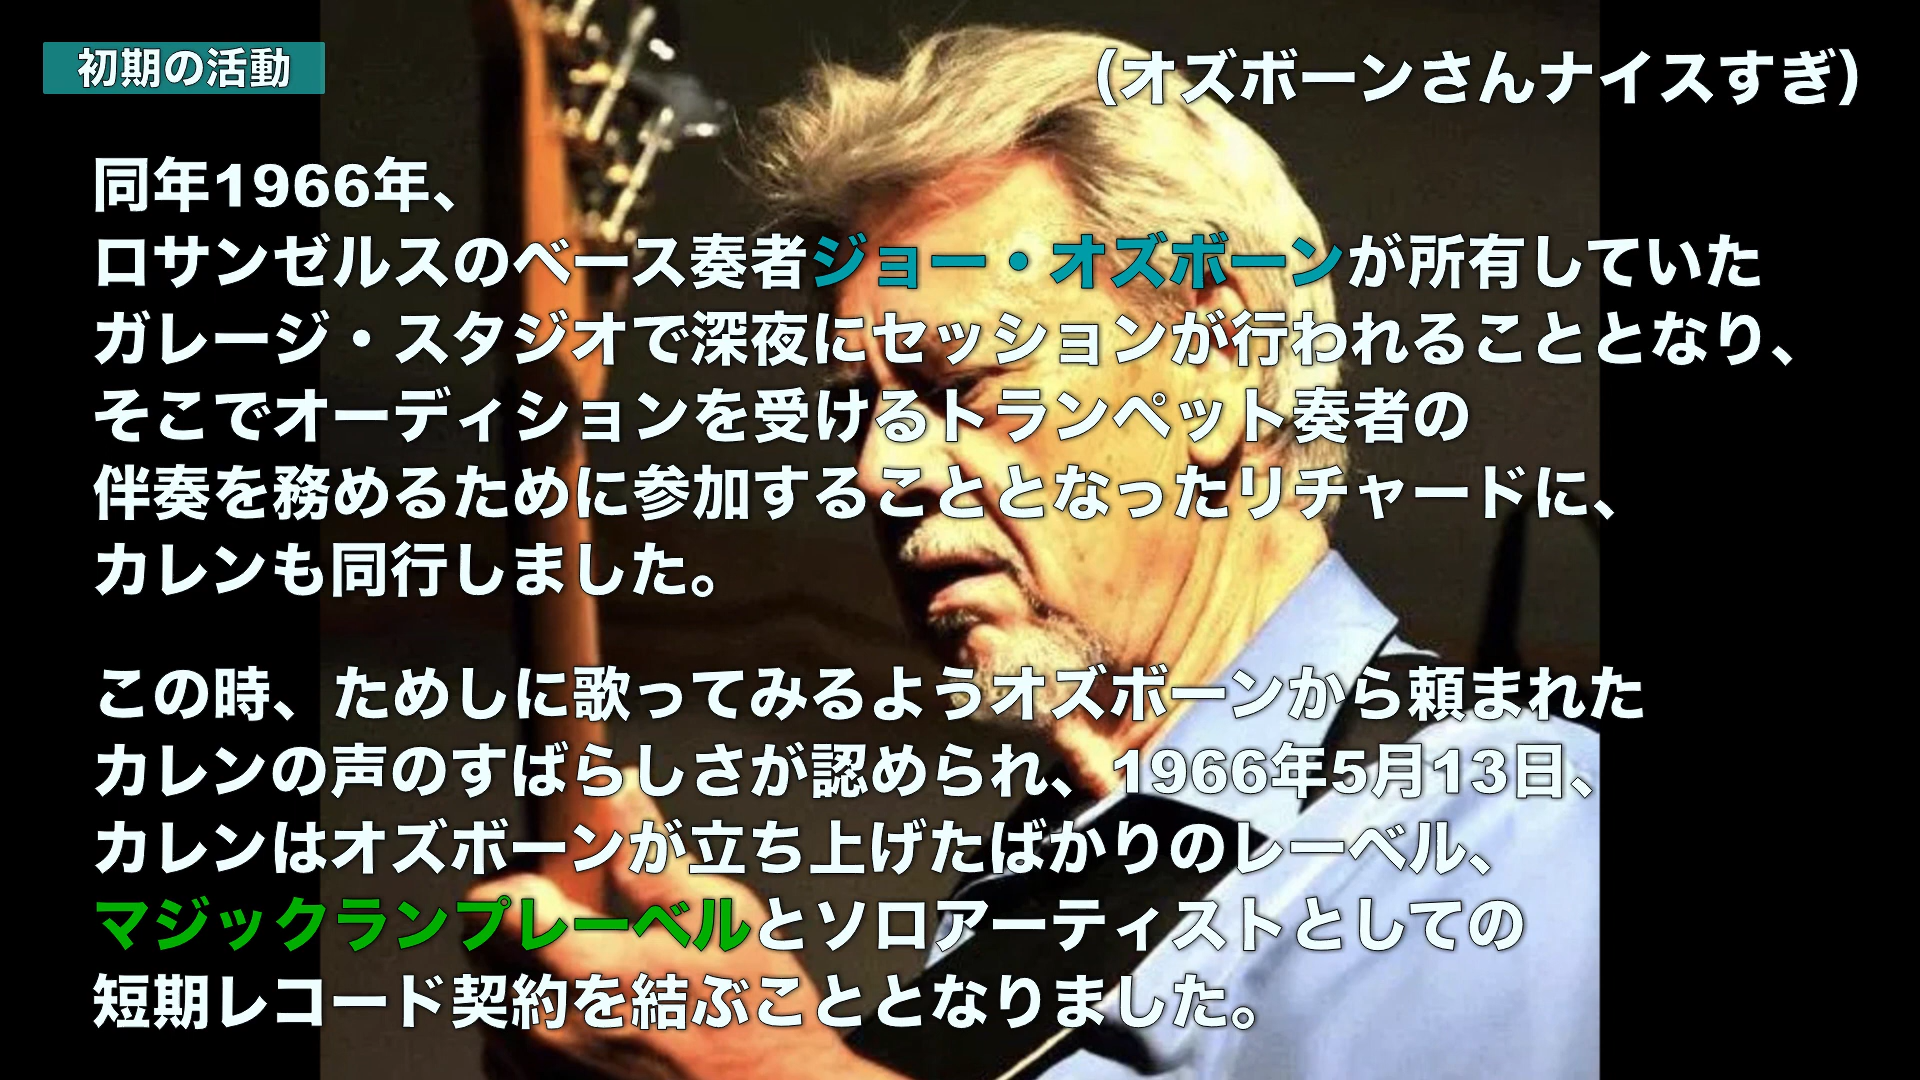 初期の活動
（オズボーンさんナイスすぎ）
同年1966年、
ロサンゼルスのベース奏者ジョー・オズボーンが所有していた
ガレージ・スタジオで深夜にセッションが行われることとなり、
そこでオーディションを受けるトランペット奏者の
伴奏を務めるために参加することとなったリチャードに、
カレンも同行しました。
この時、ためしに歌ってみるようオズボーンから頼まれた
カレンの声のすばらしさが認められ、1966年5月13日、
カレンはオズボーンが立ち上げたばかりのレーベル、
マジックランプレーベルとソロアーティストとしての
短期レコード契約を結ぶこととなりました。